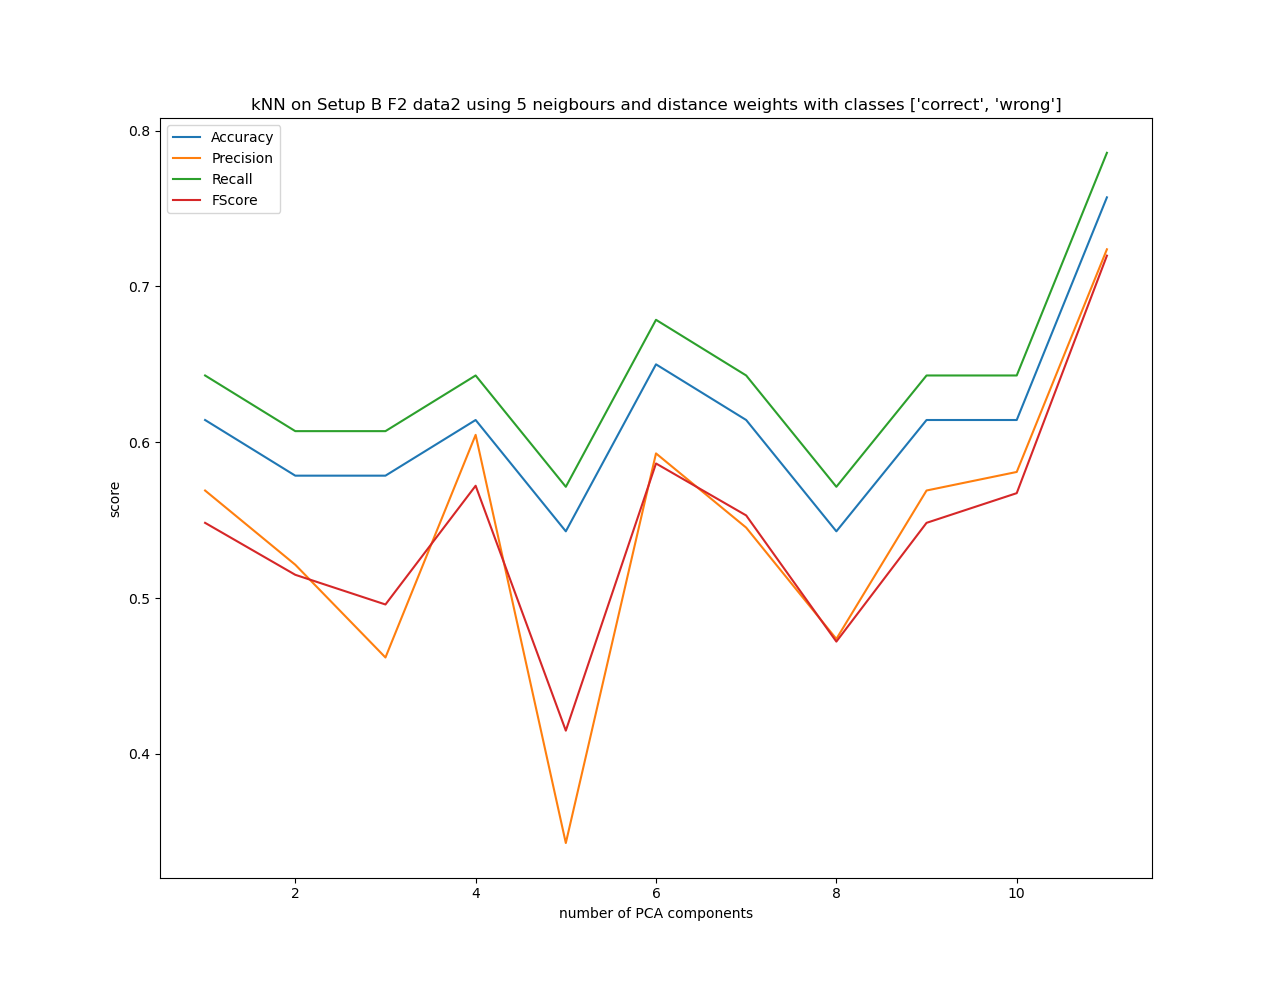 kNN on Setup B F2 data2 using 5 neigbours and distance weights with classes ['correct', 'wrong']
Accuracy
Precision
Recall
FScore
0.8
0.7
0.6
0.5
0.4
score
2 4 6 8 10
number of PCA components